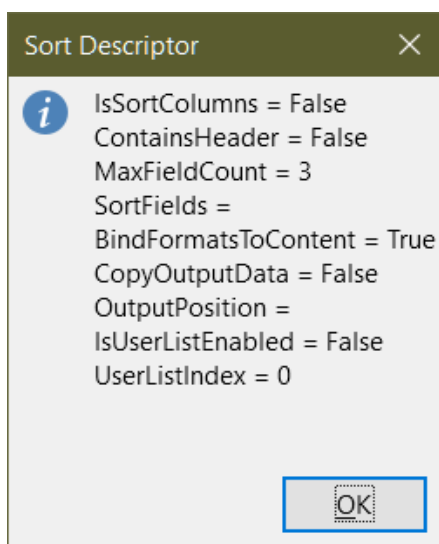 Sort Descriptor
IsSortColumns = False
ContainsHeader = False
MaxFieldCount = 3
SortFields =
BindFormatsToContent = True
CopyOutputData = False
OutputPosition =
IsUserListEnabled = False
UserListIndex = 0
OK